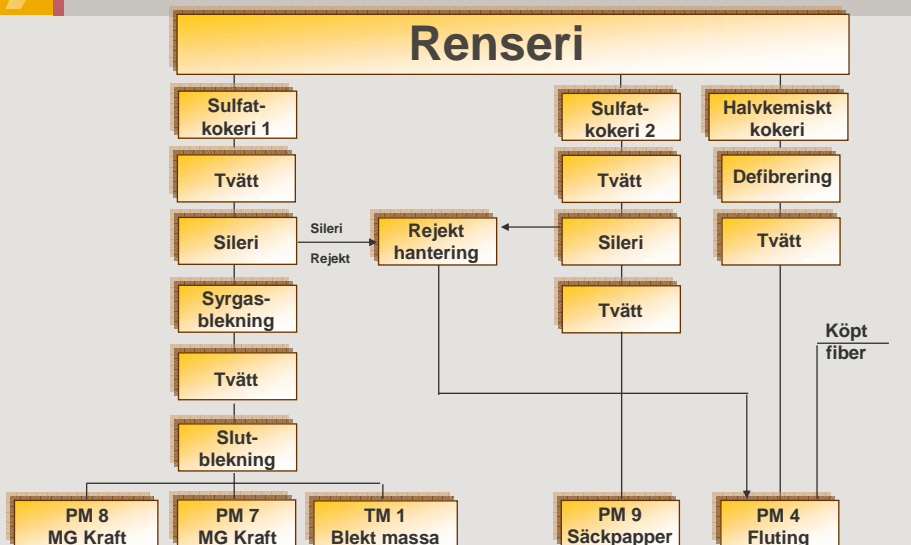 Renseri
Sulfat-
kokeri 1
Sulfat-
kokeri 2
Halvkemiskt
kokeri
Tvätt
Tvätt
Defibrering
Sileri
Sileri
Rejekt
Rejekt
hantering
Sileri
Tvätt
Syrgas-
blekning
Tvätt
Köpt
fiber
Tvätt
Slut-
blekning
PM 8
MG Kraft
PM 7
MG Kraft
TM 1
Blekt massa
PM 9
Säckpapper
PM 4
Fluting